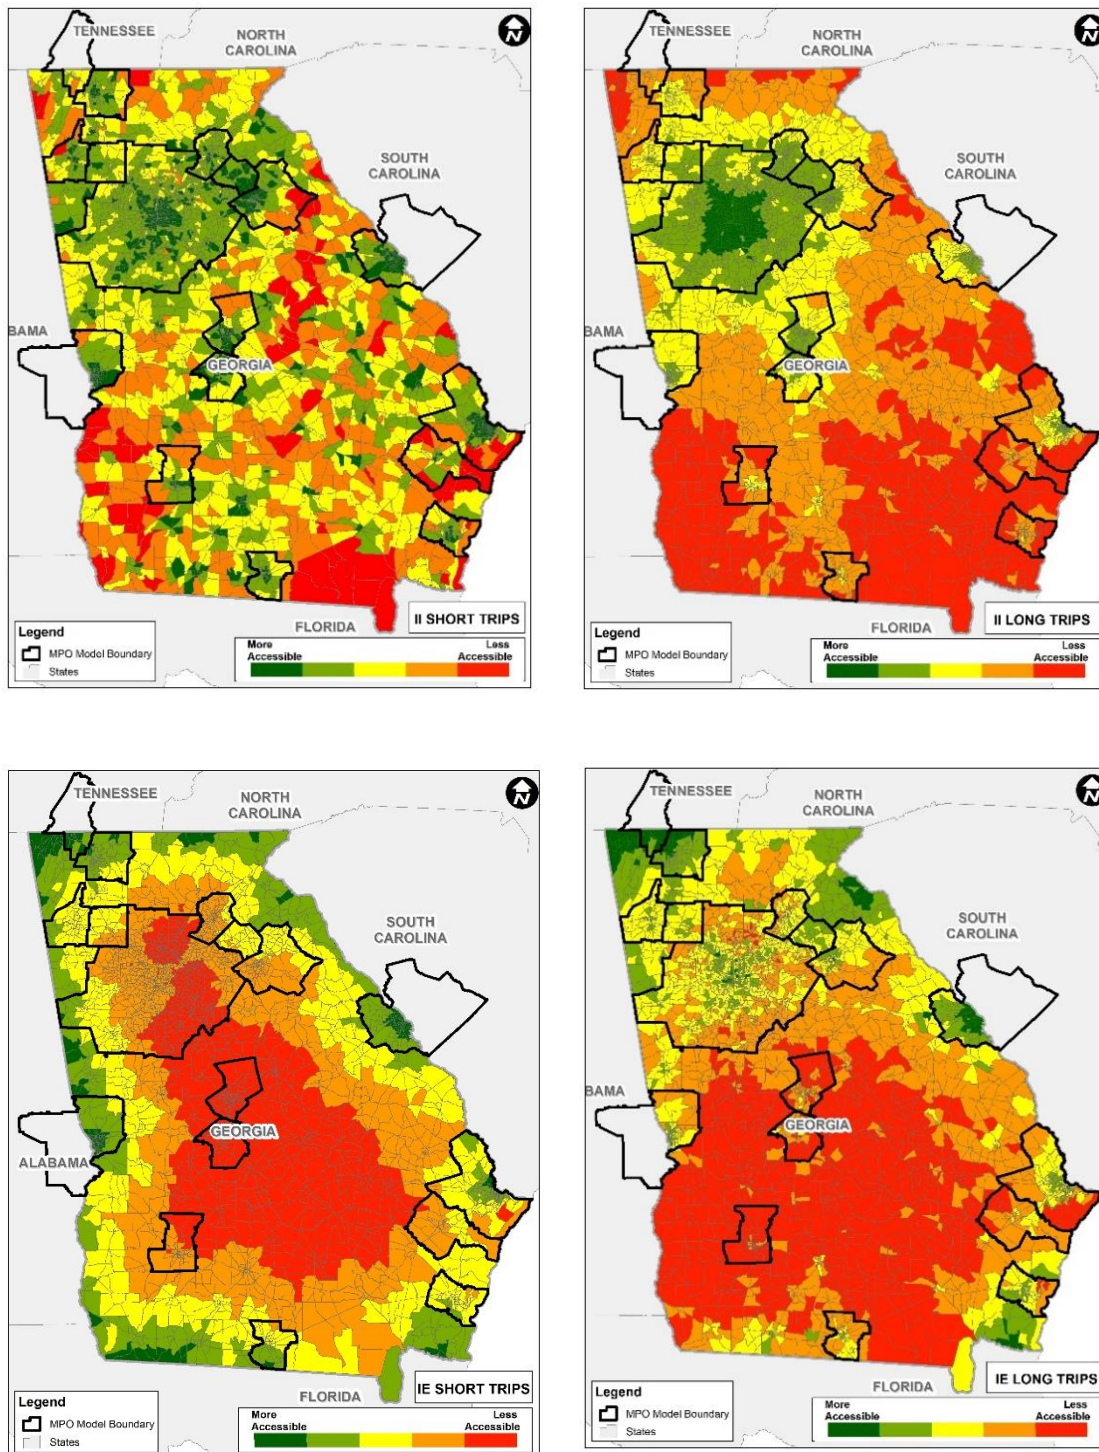 TENNESSEE
NORTH
CAROLINA
N
SOUTH
CAROLINA
BAMA
GEORGIA
II SHORT TRIPS
FLORIDA
Legend
MPO Model Boundary
States
More
Accessible
Less
Accessible
TENNESSEE
NORTH
CAROLINA
N
SOUTH
CAROLINA
BAMA
GEORGIA
II LONG TRIPS
FLORIDA
Legend
MPO Model Boundary
States
More
Accessible
Less
Accessible
TENNESSEE
NORTH
CAROLINA
N
SOUTH
CAROLINA
GEORGIA
ALABAMA
IE SHORT TRIPS
FLORIDA
Legend
MPO Model Boundary
States
More
Accessible
Less
Accessible
TENNESSEE
NORTH
CAROLINA
N
SOUTH
CAROLINA
BAMA
GEORGIA
IE LONG TRIPS
FLORIDA
Legend
MPO Model Boundary
States
More
Accessible
Less
Accessible